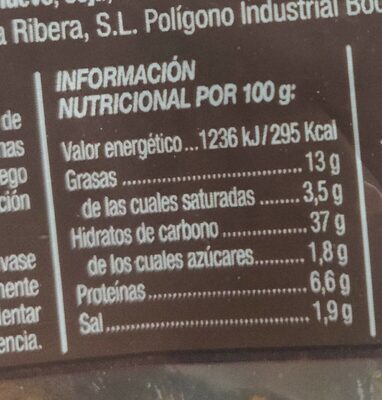 Ribera, S.L. Polígono Industrial
INFORMACIÓN
NUTRICIONAL POR 100 g:
Valor energético...1236 kJ/295 Kcal
Grasas..............................13 g
de las cuales saturadas ........3,5 g
Hidratos de carbono ...............37 g
de los cuales azúcares..........1,8 g
Proteínas..............................6,6 g
Sal.......................................1,9 g
de